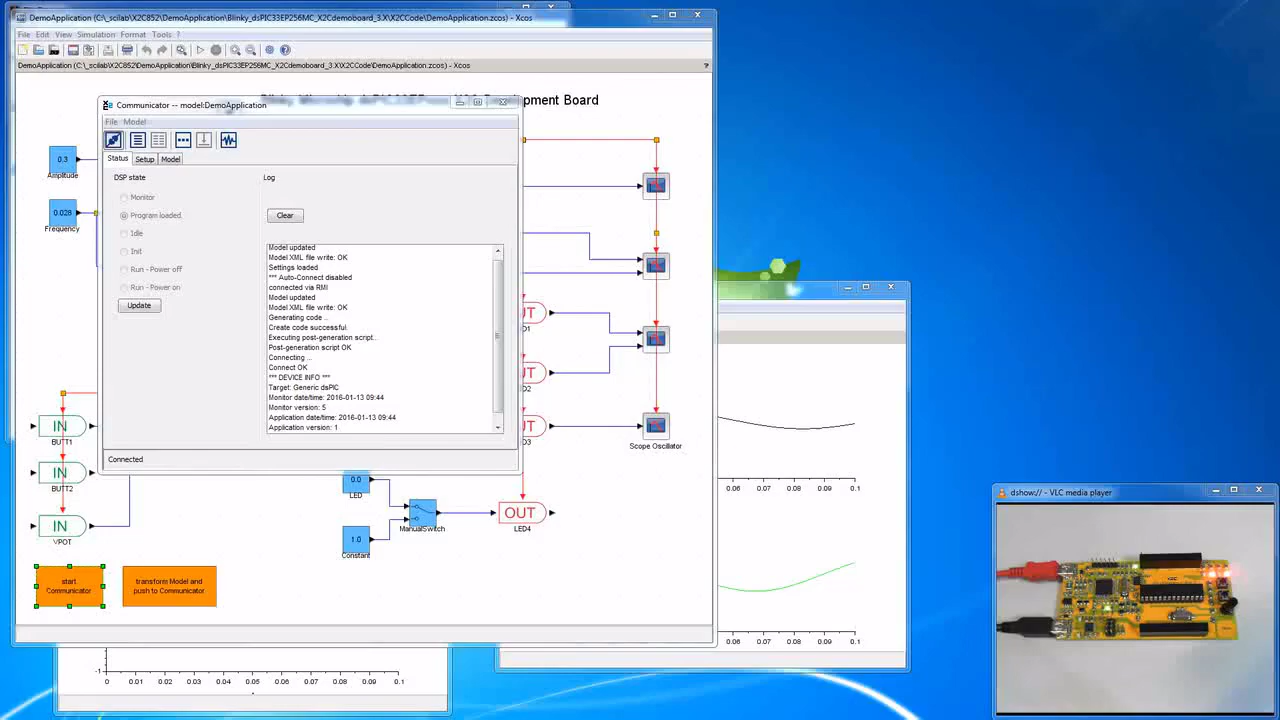 DemoApplication (C:\_scilab\X2C852\DemoApplication\Blinky_dsPIC33EP256MC_X2Cdemoboard_3.X\X2CCode\DemoApplication.zcos) - Xcos
File Edit View Simulation Format Tools ?
DemoApplication (C:\_scilab\X2C852\DemoApplication\Blinky_dsPIC33EP256MC_X2Cdemoboard_3.X\X2CCode\DemoApplication.zcos) - Xcos
?
pment Board
Communicator -- model:DemoApplication
File Model
Status Setup Model
DSP state
Monitor
Program loaded
Idle
Init
Run - Power off
Run - Power on
Update
Log
Clear
Model updated
Model XML file write: OK
Settings loaded
*** Auto-Connect disabled
connected via RMI
Model updated
Model XML file write: OK
Generating code ..
Create code successful.
Executing post-generation script..
Post-generation script OK
Connecting ...
Connect OK
*** DEVICE INFO ***
Target: Generic dsPIC
Monitor date/time: 2016-01-13 09:44
Monitor version: 5
Application date/time: 2016-01-13 09:44
Application version: 1
Connected
0.3
Amplitude
0.028
Frequency
UT
D1
UT
D2
UT
D3
Scope Oscillator
IN
BUTT1
IN
BUTT2
IN
VPOT
0.0
LED
1.0
Constant
ManualSwitch
OUT
LED4
start
Communicator
transform Model and
push to Communicator
0.06 0.07 0.08 0.09 0.1
0.06 0.07 0.08 0.09 0.1
-1
0 0.01 0.02 0.03 0.04 0.05 0.06 0.07 0.08 0.09 0.1
dshow:// - VLC media player